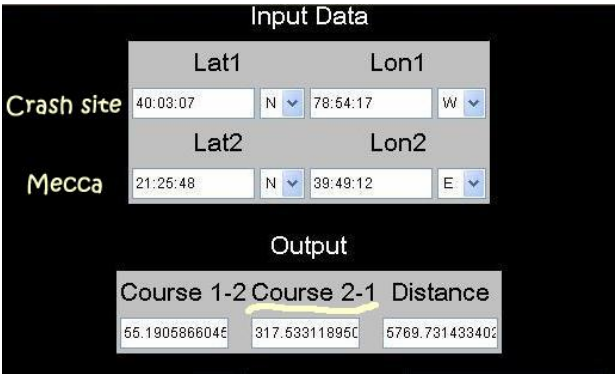 Input Data
Lat1 Lon1
Crash site 40:03:07 N 78:54:17 W
Lat2 Lon2
Mecca 21:25:48 N 39:49:12 E
Output
Course 1-2 Course 2-1 Distance
55.1905866045 317.533118950 5769.731433402